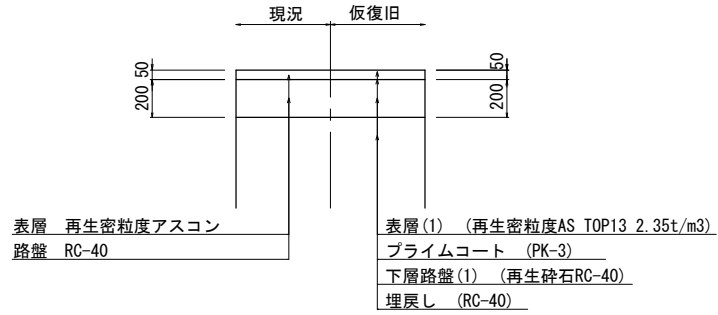 現況 仮復旧
50
200
50
200
表層 再生密粒度アスコン
路盤 RC-40
表層(1) (再生密粒度AS TOP13 2.35t/m3)
プライムコート (PK-3)
下層路盤(1) (再生砕石RC-40)
埋戻し (RC-40)